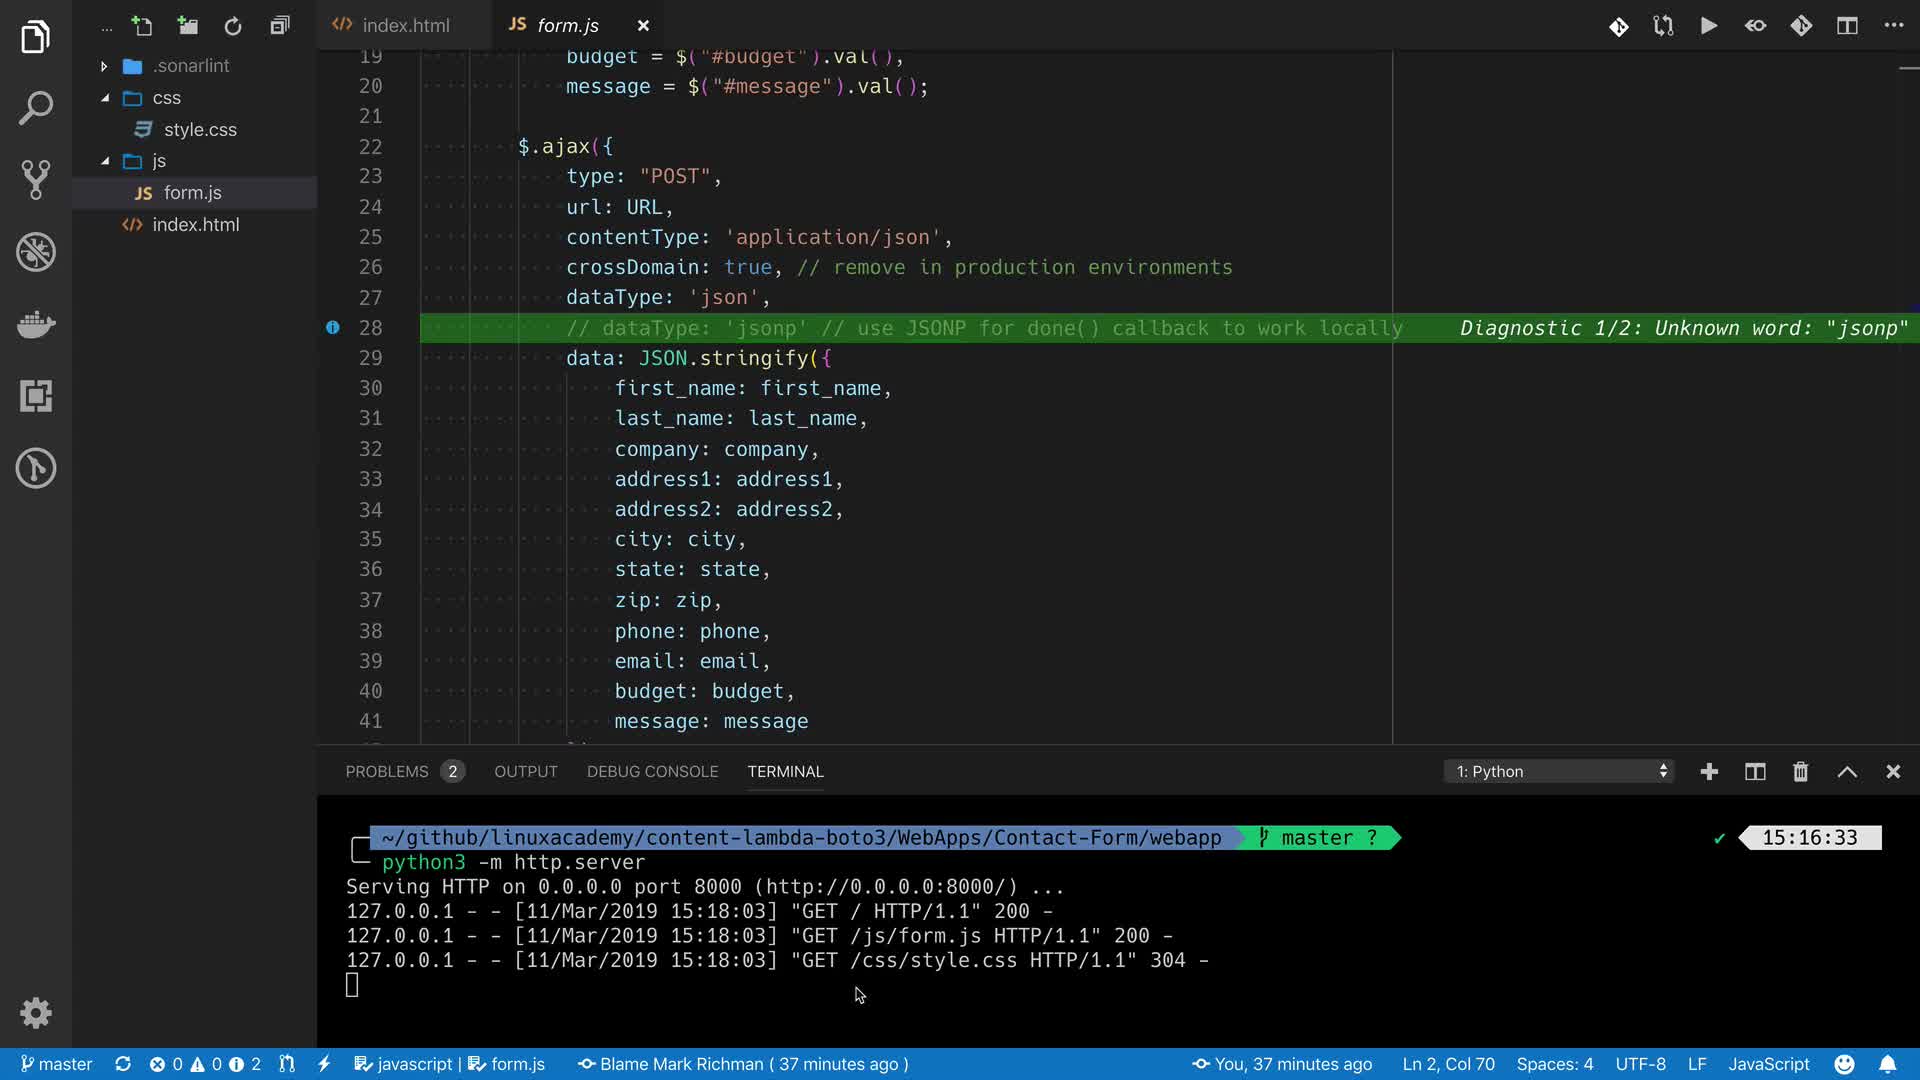 ...
index.html
JS form.js
.sonarlint
css
style.css
js
JS form.js
index.html
19 budget = $("#budget").val(),
20 message = $("#message").val();
21
22 $.ajax({
23 type: "POST",
24 url: URL,
25 contentType: 'application/json',
26 crossDomain: true, // remove in production environments
27 dataType: 'json',
28 // dataType: 'jsonp' // use JSONP for done() callback to work locally Diagnostic 1/2: Unknown word: "jsonp"
29 data: JSON.stringify({
30 first_name: first_name,
31 last_name: last_name,
32 company: company,
33 address1: address1,
34 address2: address2,
35 city: city,
36 state: state,
37 zip: zip,
38 phone: phone,
39 email: email,
40 budget: budget,
41 message: message
PROBLEMS 2 OUTPUT DEBUG CONSOLE TERMINAL 1: Python
~/github/linuxacademy/content-lambda-boto3/WebApps/Contact-Form/webapp master ? ✔ 15:16:33
python3 -m http.server
Serving HTTP on 0.0.0.0 port 8000 (http://0.0.0.0:8000/) ...
127.0.0.1 - - [11/Mar/2019 15:18:03] "GET / HTTP/1.1" 200 -
127.0.0.1 - - [11/Mar/2019 15:18:03] "GET /js/form.js HTTP/1.1" 200 -
127.0.0.1 - - [11/Mar/2019 15:18:03] "GET /css/style.css HTTP/1.1" 304 -
master 0 0 2 javascript | form.js Blame Mark Richman ( 37 minutes ago ) You, 37 minutes ago Ln 2, Col 70 Spaces: 4 UTF-8 LF JavaScript